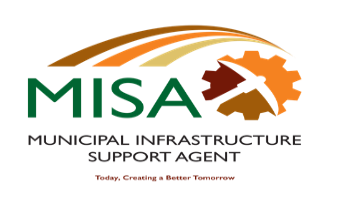 MISA
MUNICIPAL INFRASTRUCTURE
SUPPORT AGENT
Today, Creating a Better Tomorrow